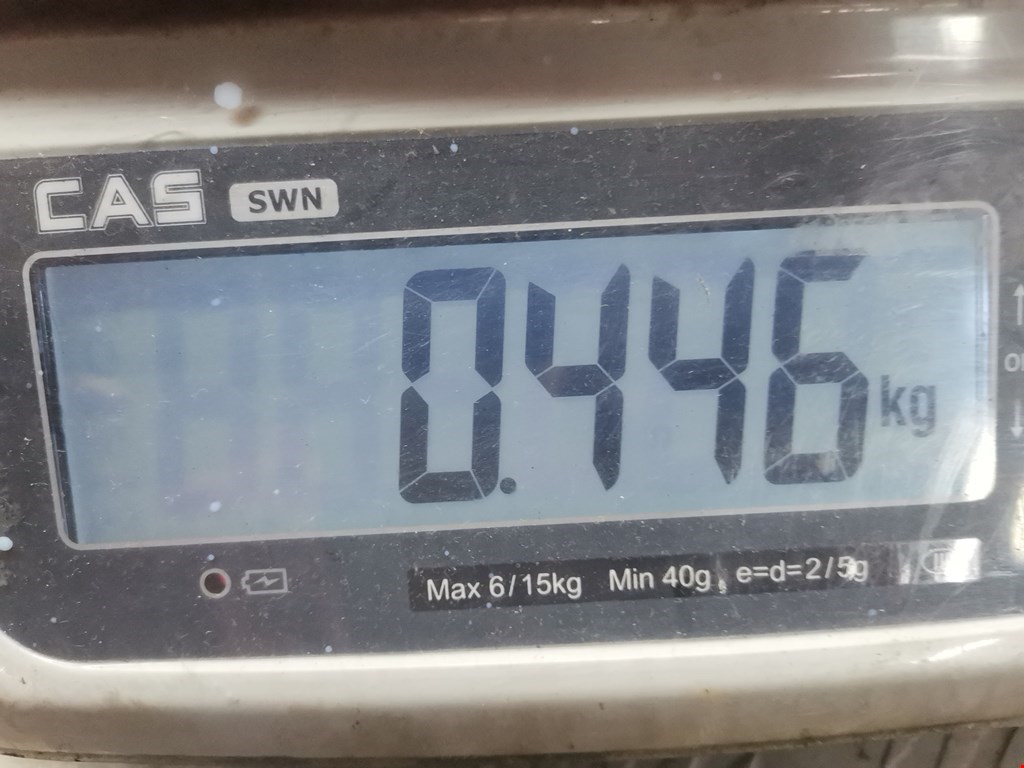 CAS SWN
0.446 kg
Max 6/15kg Min 40g e=d=2/5g